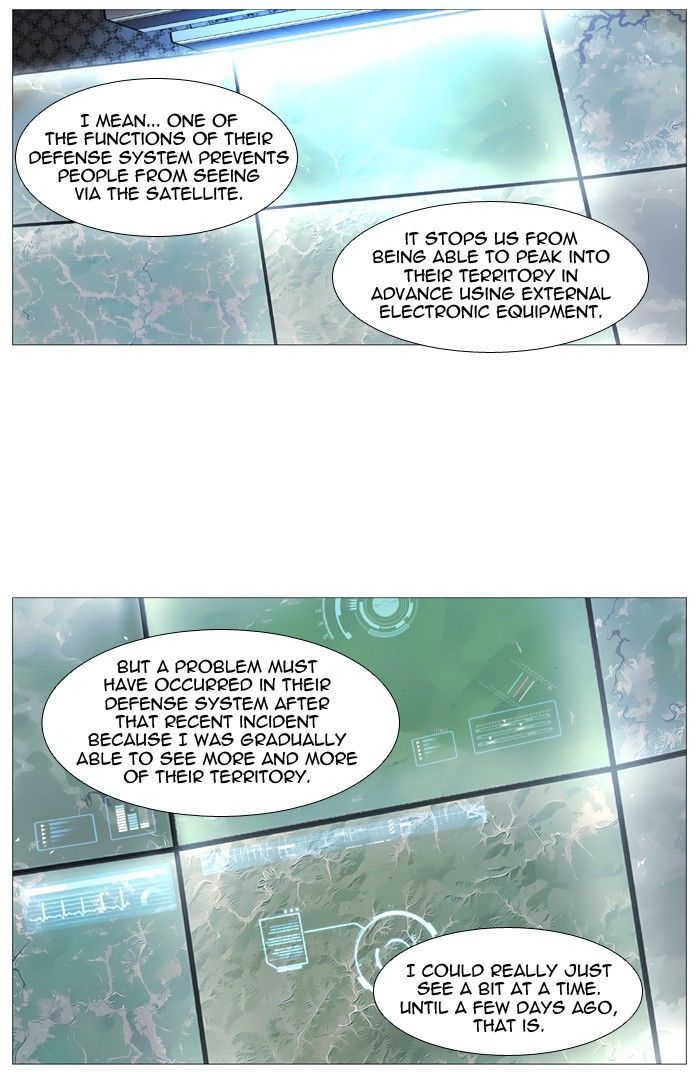 I MEAN... ONE OF
THE FUNCTIONS OF THEIR
DEFENSE SYSTEM PREVENTS
PEOPLE FROM SEEING
VIA THE SATELLITE.
IT STOPS US FROM
BEING ABLE TO PEAK INTO
THEIR TERRITORY IN
ADVANCE USING EXTERNAL
ELECTRONIC EQUIPMENT.
BUT A PROBLEM MUST
HAVE OCCURRED IN THEIR
DEFENSE SYSTEM AFTER
THAT RECENT INCIDENT
BECAUSE I WAS GRADUALLY
ABLE TO SEE MORE AND MORE
OF THEIR TERRITORY.
I COULD REALLY JUST
SEE A BIT AT A TIME.
UNTIL A FEW DAYS AGO,
THAT IS.